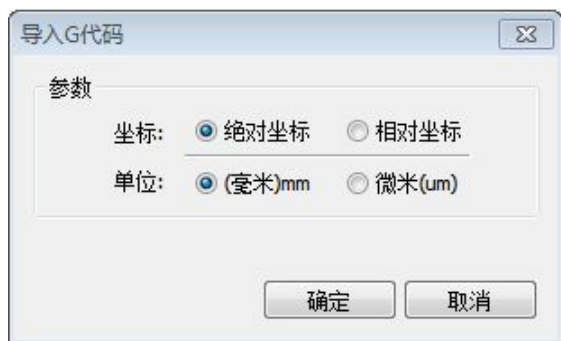 导入G代码
参数
坐标: 绝对坐标 相对坐标
单位: (毫米)mm 微米(um)
确定 取消